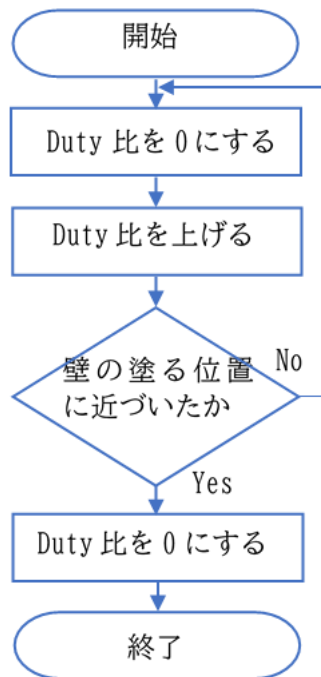 開始
Duty 比を 0 にする
Duty 比を上げる
壁の塗る位置
に近づいたか
No
Yes
Duty 比を 0 にする
終了